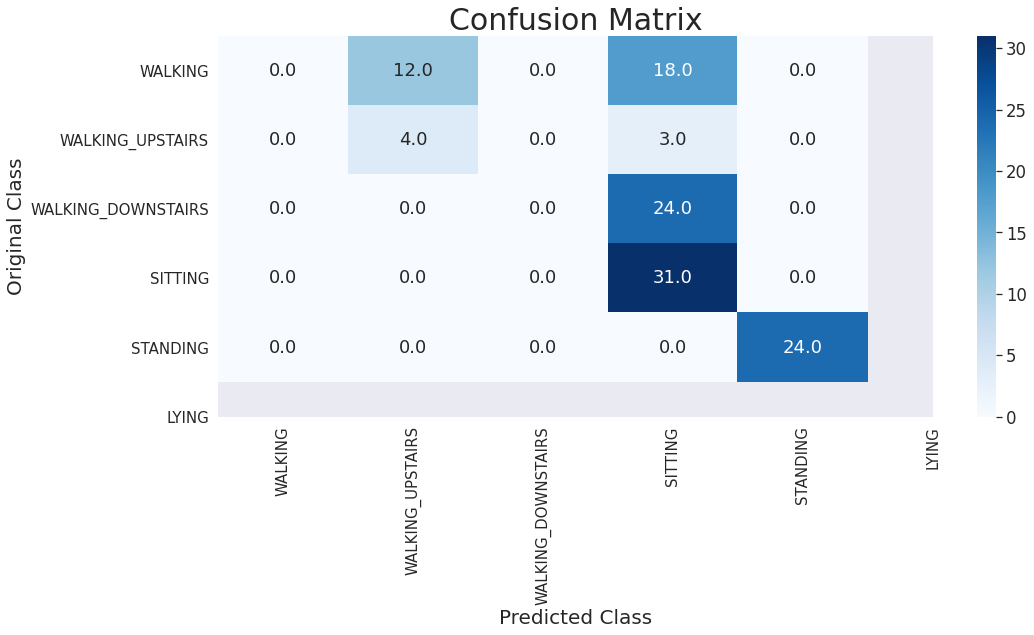 Confusion Matrix
Original Class
WALKING 0.0 12.0 0.0 18.0 0.0
WALKING_UPSTAIRS 0.0 4.0 0.0 3.0 0.0
WALKING_DOWNSTAIRS 0.0 0.0 0.0 24.0 0.0
SITTING 0.0 0.0 0.0 31.0 0.0
STANDING 0.0 0.0 0.0 0.0 24.0
LYING
WALKING
WALKING_UPSTAIRS
WALKING_DOWNSTAIRS
SITTING
STANDING
LYING
Predicted Class
30
25
20
15
10
5
0